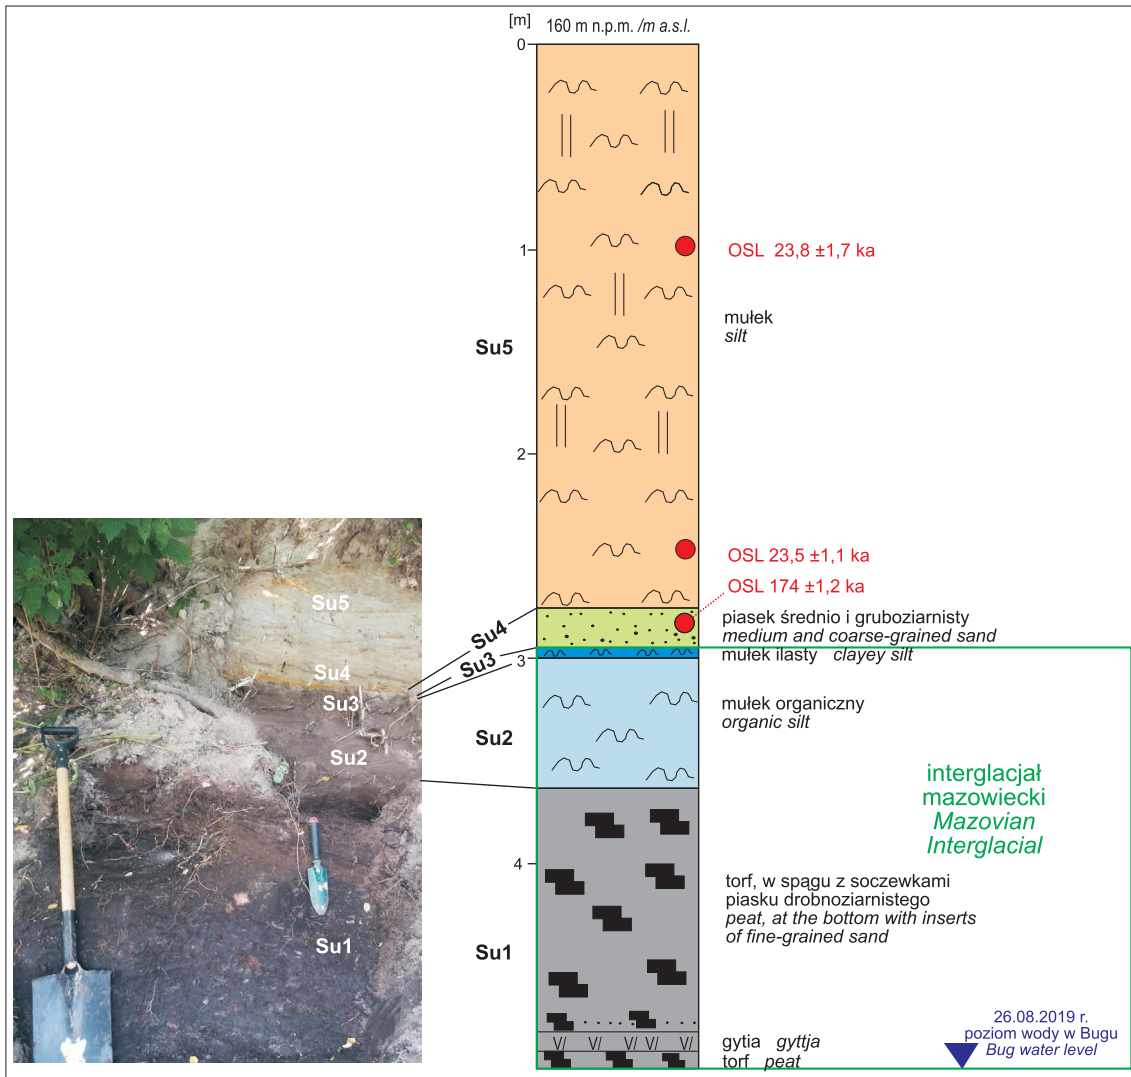 [m] 160 m n.p.m. /m a.s.l.
0
1
OSL 23,8 ±1,7 ka
mułek
silt
Su5
2
OSL 23,5 ±1,1 ka
OSL 174 ±1,2 ka
piasek średnio i gruboziarnisty
medium and coarse-grained sand
mułek ilasty clayey silt
Su4
Su3
3
mułek organiczny
organic silt
Su2
interglacjał
mazowiecki
Mazovian
Interglacial
4
torf, w spągu z soczewkami
piasku drobnoziarnistego
peat, at the bottom with inserts
of fine-grained sand
Su1
26.08.2019 r.
poziom wody w Bugu
Bug water level
gytia gyttja
torf peat
Su5
Su4
Su3
Su2
Su1